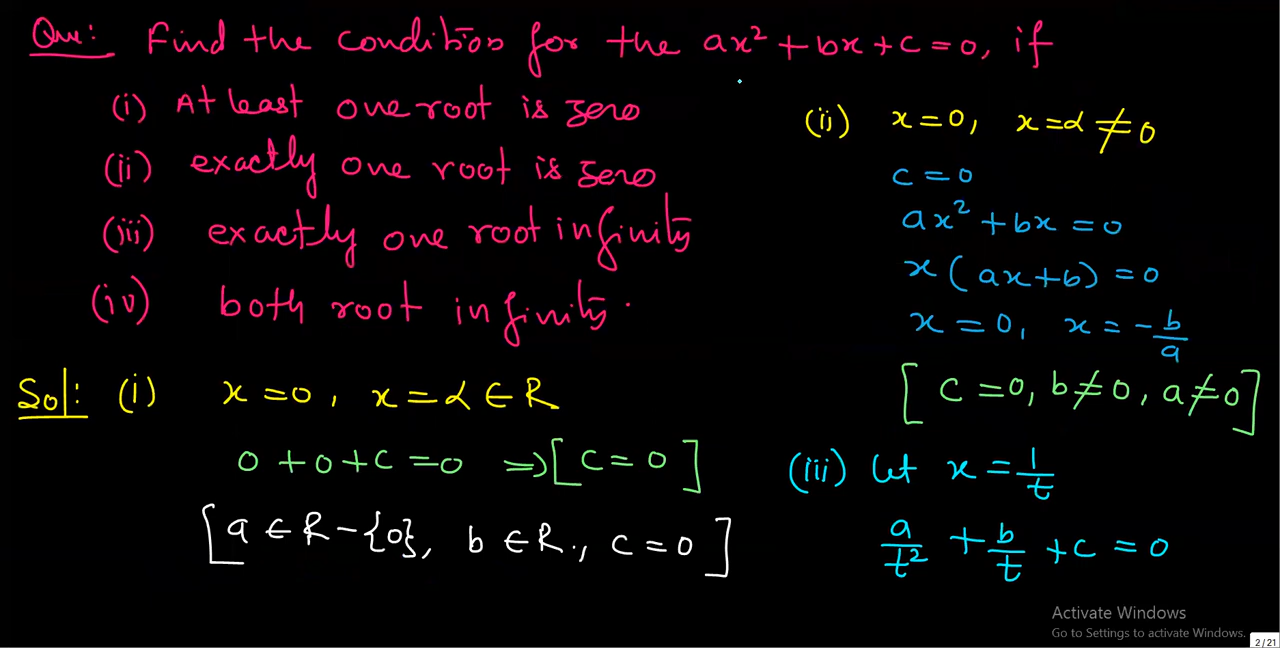 Que: Find the condition for the ax² + bx + c = 0, if
(i) At least one root is zero
(ii) exactly one root is zero
(iii) exactly one root infinity
(iv) both root infinity.
Sol: (i) x = 0, x = α ∈ R
0 + 0 + c = 0 ⇒ [c = 0]
[a ∈ R - {0}, b ∈ R., c = 0]
(ii) x = 0, x = α ≠ 0
c = 0
ax² + bx = 0
x(ax + b) = 0
x = 0, x = -b/a
[c = 0, b ≠ 0, a ≠ 0]
(iii) let x = 1/t
a/t² + b/t + c = 0
Activate Windows
Go to Settings to activate Windows.
2 / 21